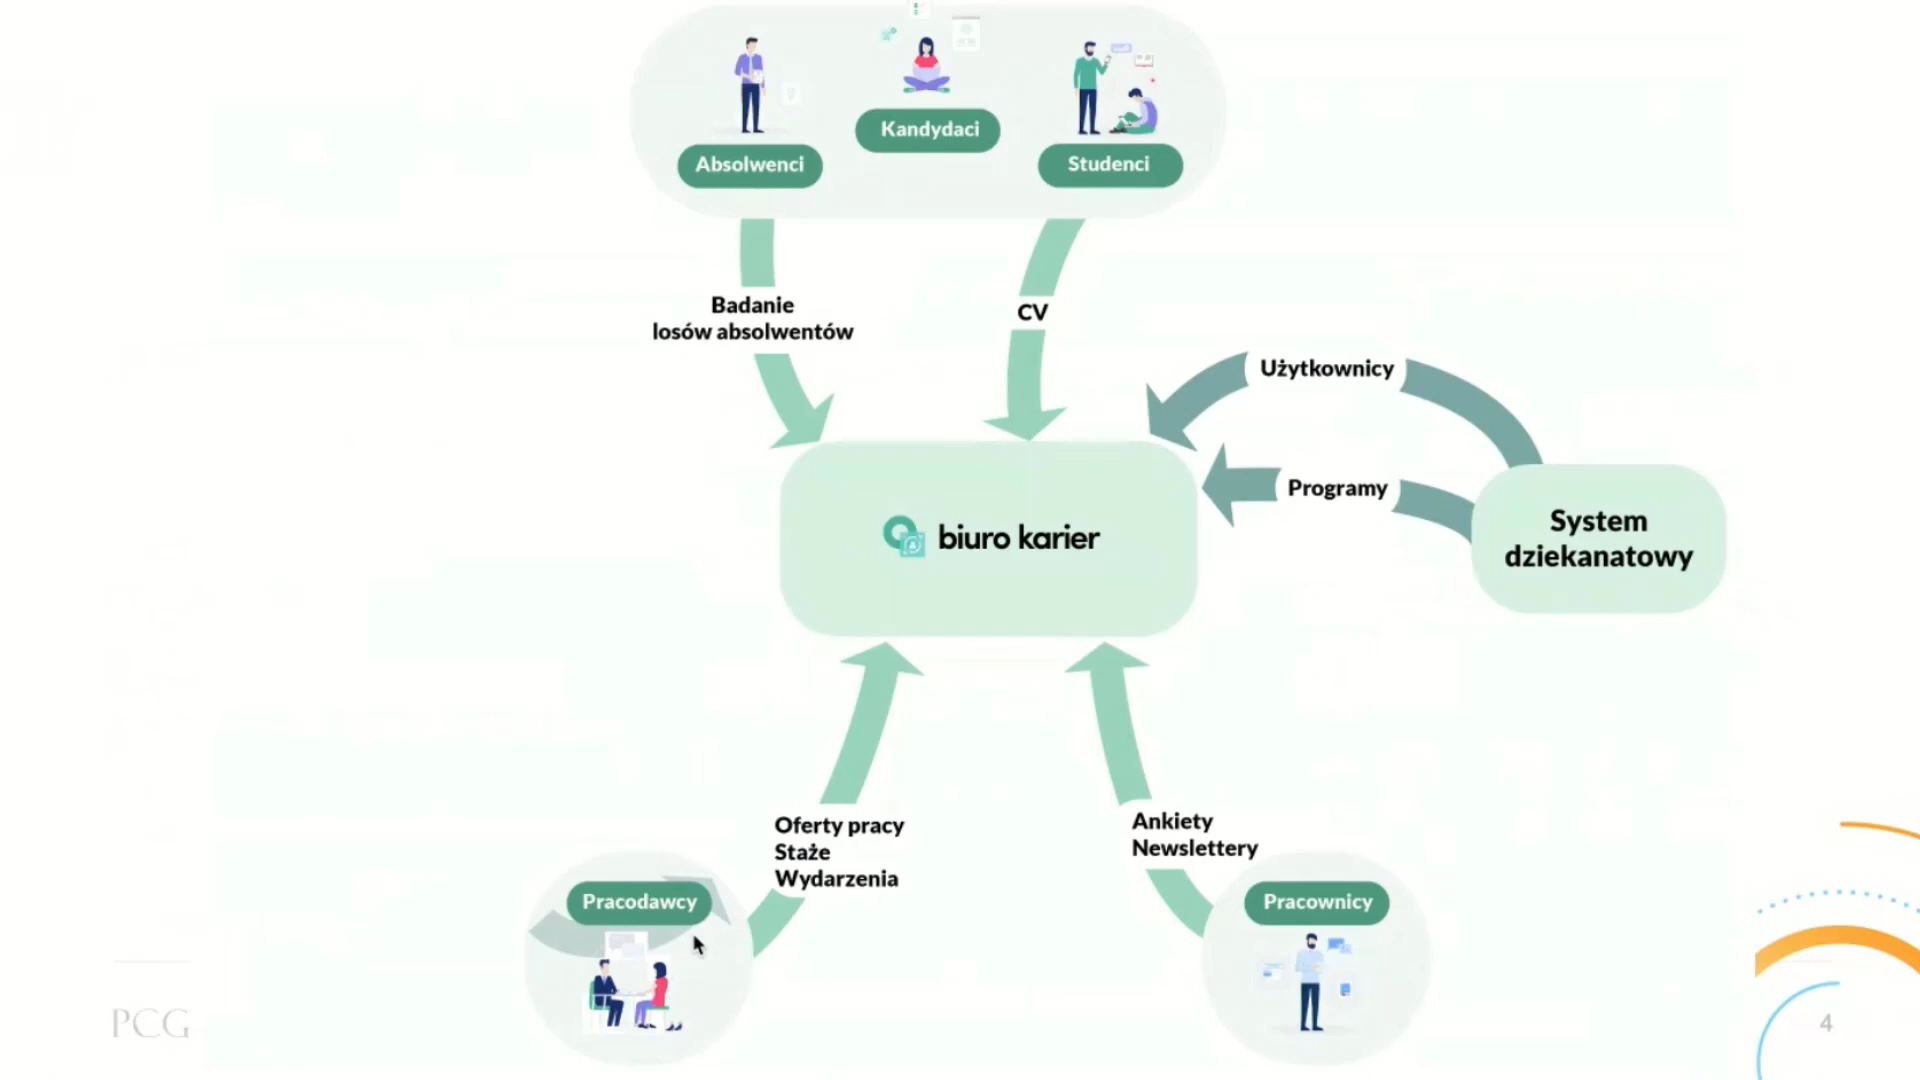 Kandydaci
Absolwenci
Studenci
Badanie
losów absolwentów
CV
Użytkownicy
Programy
System
dziekanatowy
biuro karier
Oferty pracy
Staże
Wydarzenia
Ankiety
Newslettery
Pracodawcy
Pracownicy
PCG
4